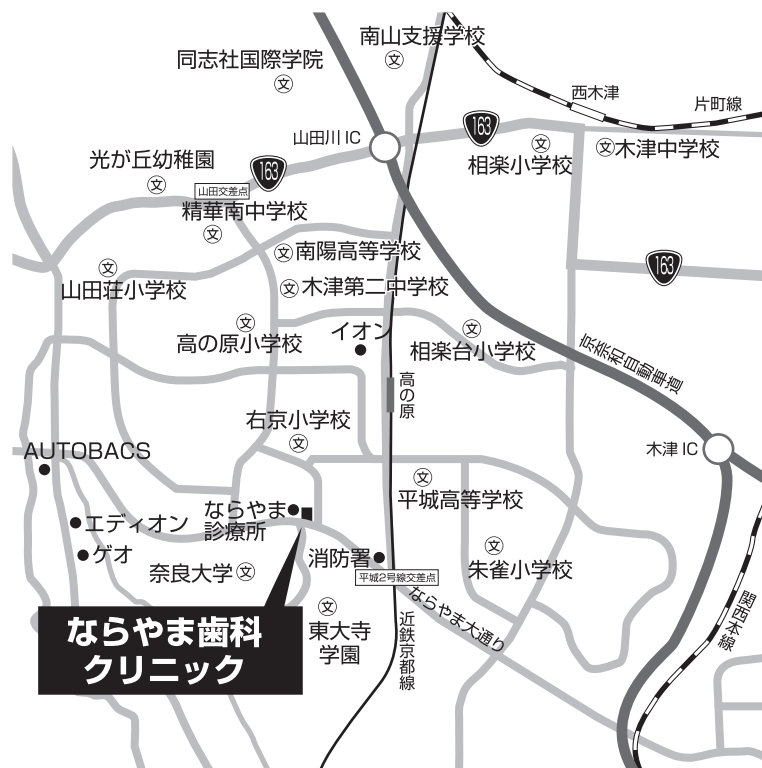 南山支援学校
同志社国際学院
西木津
片町線
163
山田川 IC
相楽小学校
木津中学校
光が丘幼稚園
163
山田交差点
精華南中学校
南陽高等学校
163
山田荘小学校
木津第二中学校
高の原小学校
イオン
相楽台小学校
京奈和自動車道
高の原
右京小学校
木津 IC
AUTOBACS
平城高等学校
ならやま
診療所
エディオン
ゲオ
奈良大学
消防署
朱雀小学校
平城2号線交差点
ならやま大通り
関西本線
近鉄京都線
東大寺
学園
ならやま歯科
クリニック